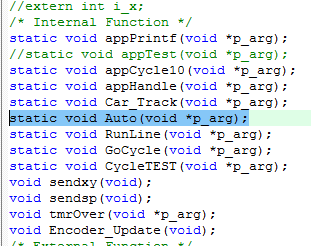 //extern int i_x;
/* Internal Function */
static void appPrintf(void *p_arg);
//static void appTest(void *p_arg);
static void appCycle10(void *p_arg);
static void appHandle(void *p_arg);
static void Car_Track(void *p_arg);
static void Auto(void *p_arg);
static void RunLine(void *p_arg);
static void GoCycle(void *p_arg);
static void CycleTEST(void *p_arg);
void sendxy(void);
void sendsp(void);
void tmrOver(void *p_arg);
void Encoder_Update(void);
/* External Function */